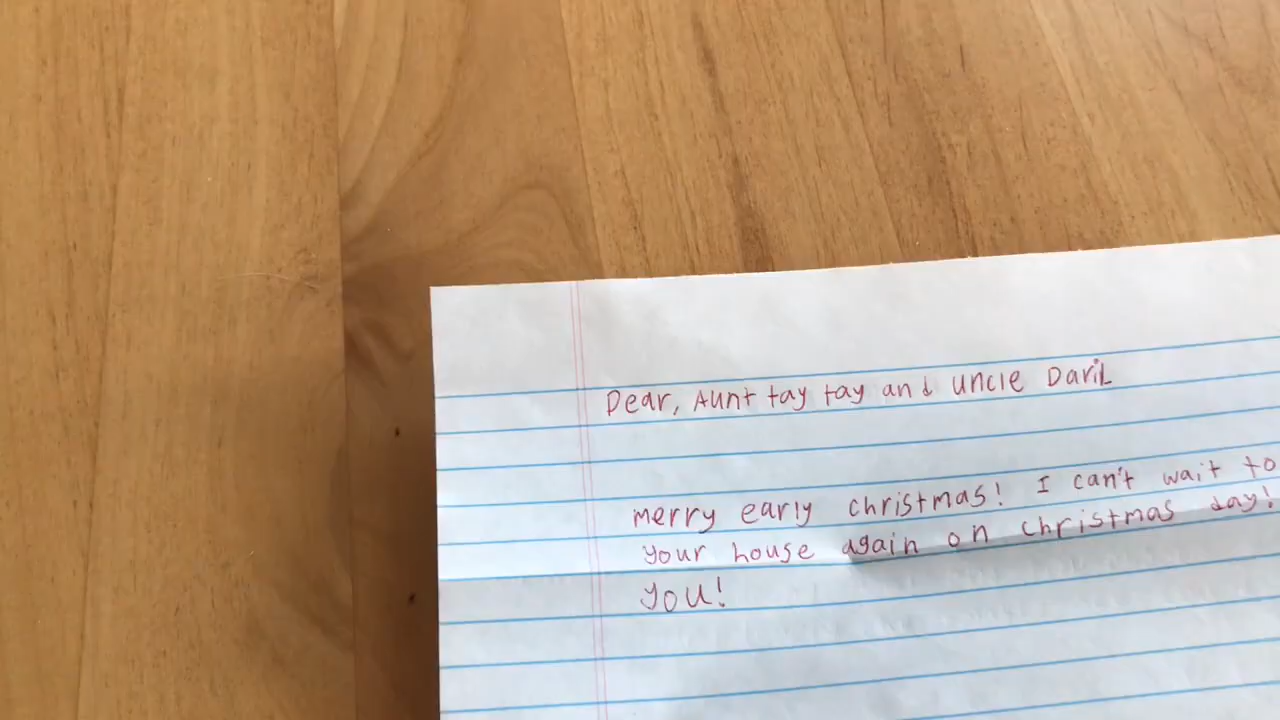 Dear, Aunt tay tay and uncle Daril
merry early christmas! I can't wait to
your house again on christmas day!
you!